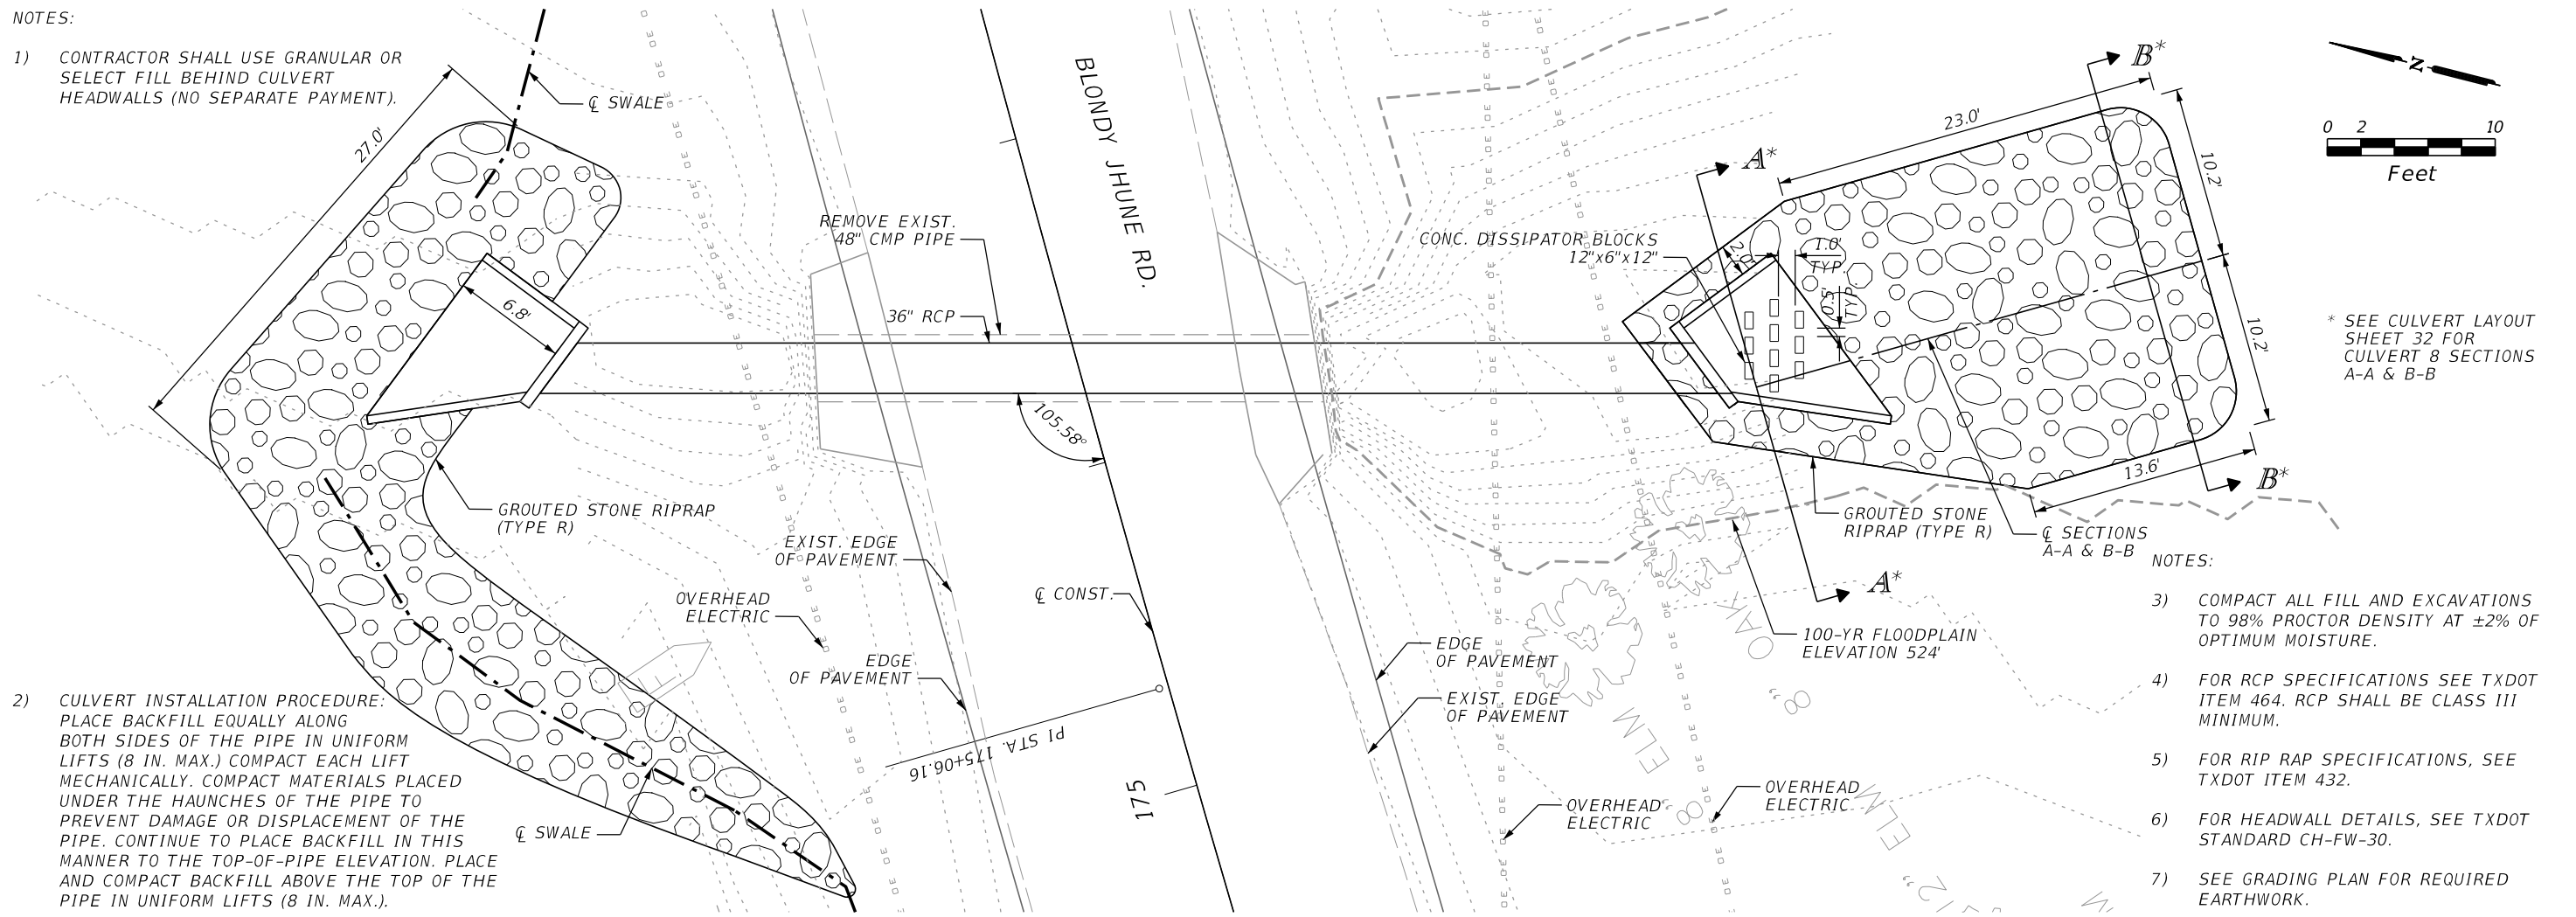 NOTES:
1) CONTRACTOR SHALL USE GRANULAR OR
SELECT FILL BEHIND CULVERT
HEADWALLS (NO SEPARATE PAYMENT).
27.0'
℄ SWALE
6.8'
GROUTED STONE RIPRAP
(TYPE R)
2) CULVERT INSTALLATION PROCEDURE:
PLACE BACKFILL EQUALLY ALONG
BOTH SIDES OF THE PIPE IN UNIFORM
LIFTS (8 IN. MAX.) COMPACT EACH LIFT
MECHANICALLY. COMPACT MATERIALS PLACED
UNDER THE HAUNCHES OF THE PIPE TO
PREVENT DAMAGE OR DISPLACEMENT OF THE
PIPE. CONTINUE TO PLACE BACKFILL IN THIS
MANNER TO THE TOP-OF-PIPE ELEVATION. PLACE
AND COMPACT BACKFILL ABOVE THE TOP OF THE
PIPE IN UNIFORM LIFTS (8 IN. MAX.).
℄ SWALE
BLONDY JHUNE RD.
REMOVE EXIST.
48" CMP PIPE
36" RCP
105.58°
EXIST. EDGE
OF PAVEMENT
OVERHEAD
ELECTRIC
EDGE
OF PAVEMENT
℄ CONST.
PI STA. 175+06.16
175
EDGE
OF PAVEMENT
EXIST. EDGE
OF PAVEMENT
OVERHEAD
ELECTRIC
OVERHEAD
ELECTRIC
CONC. DISSIPATOR BLOCKS
12"x6"x12"
A*
2.0'
1.0'
TYP.
0.5'
TYP.
23.0'
B*
10.2'
10.2'
13.6'
B*
A*
GROUTED STONE
RIPRAP (TYPE R)
℄ SECTIONS
A-A & B-B
100-YR FLOODPLAIN
ELEVATION 524'
OAK
8"
ELM
8"
ELM
12"
N
0 2 10
Feet
* SEE CULVERT LAYOUT
SHEET 32 FOR
CULVERT 8 SECTIONS
A-A & B-B
NOTES:
3) COMPACT ALL FILL AND EXCAVATIONS
TO 98% PROCTOR DENSITY AT ±2% OF
OPTIMUM MOISTURE.
4) FOR RCP SPECIFICATIONS SEE TXDOT
ITEM 464. RCP SHALL BE CLASS III
MINIMUM.
5) FOR RIP RAP SPECIFICATIONS, SEE
TXDOT ITEM 432.
6) FOR HEADWALL DETAILS, SEE TXDOT
STANDARD CH-FW-30.
7) SEE GRADING PLAN FOR REQUIRED
EARTHWORK.